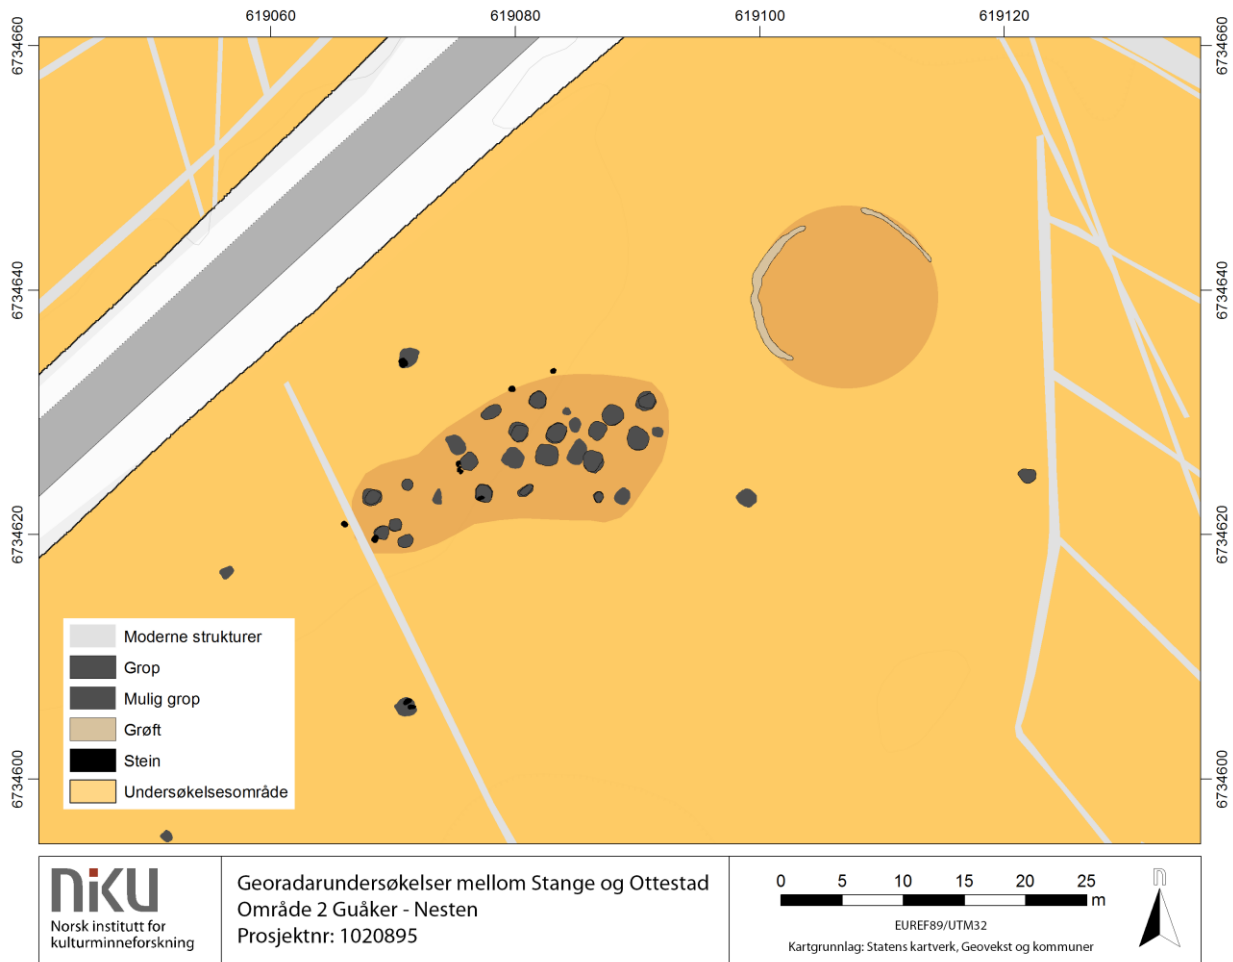 619060 619080 619100 619120
6734660 6734660
6734640 6734640
6734620 6734620
6734600 6734600
Moderne strukturer
Grop
Mulig grop
Grøft
Stein
Undersøkelsesområde
niKU
Norsk institutt for
kulturminneforskning
Georadarundersøkelser mellom Stange og Ottestad
Område 2 Guåker - Nesten
Prosjektnr: 1020895
0 5 10 15 20 25
m
EUREF89/UTM32
Kartgrunnlag: Statens kartverk, Geovekst og kommuner
n